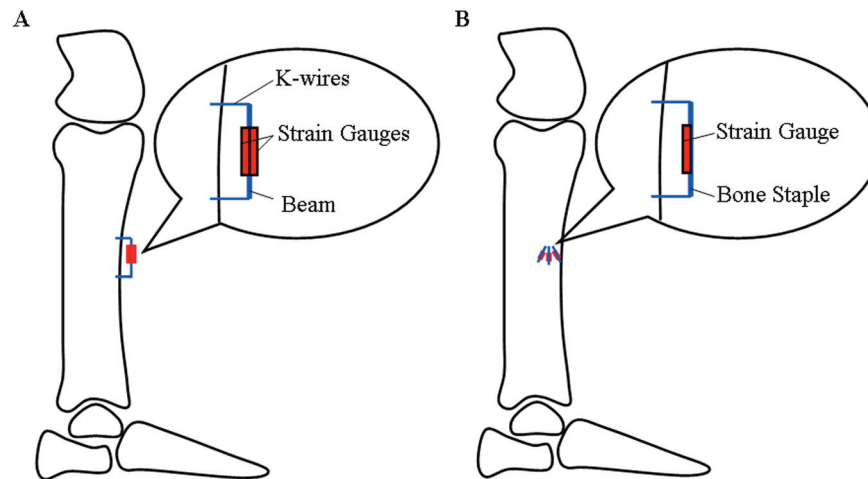 A
K-wires
Strain Gauges
Beam
B
Strain Gauge
Bone Staple